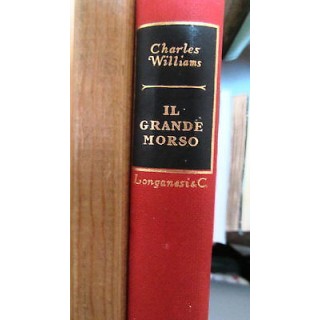 Charles
Williams
IL
GRANDE
MORSO
Longanesi & C.